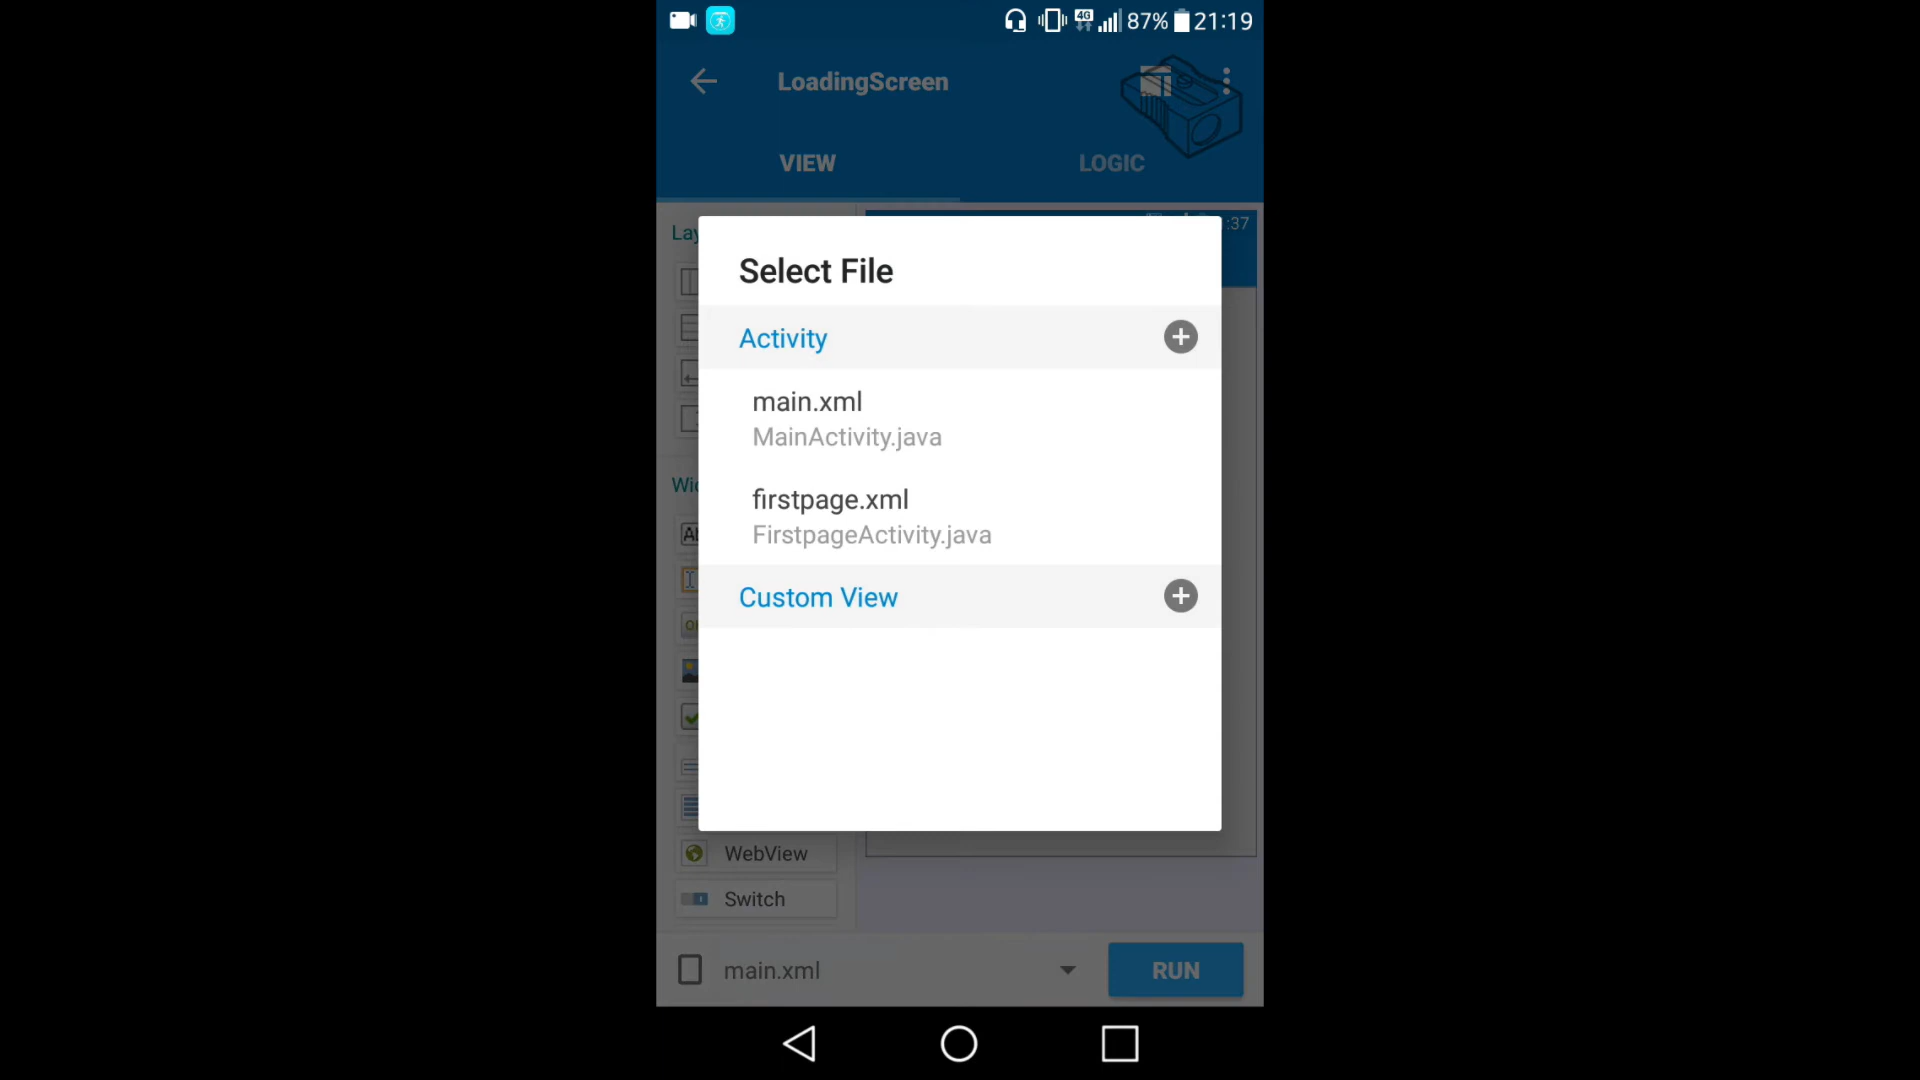 87% 21:19
LoadingScreen
VIEW LOGIC
:37
Select File
Activity
main.xml
MainActivity.java
firstpage.xml
FirstpageActivity.java
Custom View
WebView
Switch
main.xml
RUN